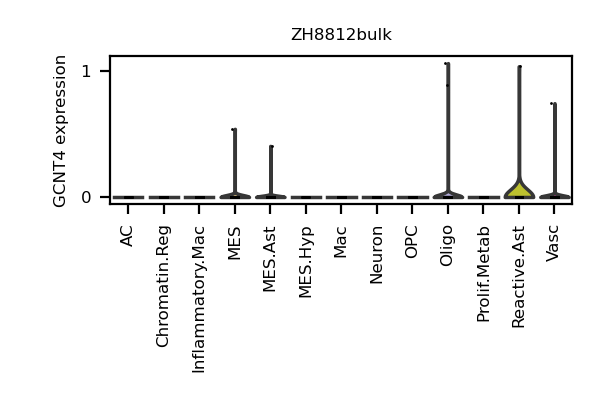 ZH8812bulk
GCNT4 expression
1
0
AC
Chromatin.Reg
Inflammatory.Mac
MES
MES.Ast
MES.Hyp
Mac
Neuron
OPC
Oligo
Prolif.Metab
Reactive.Ast
Vasc